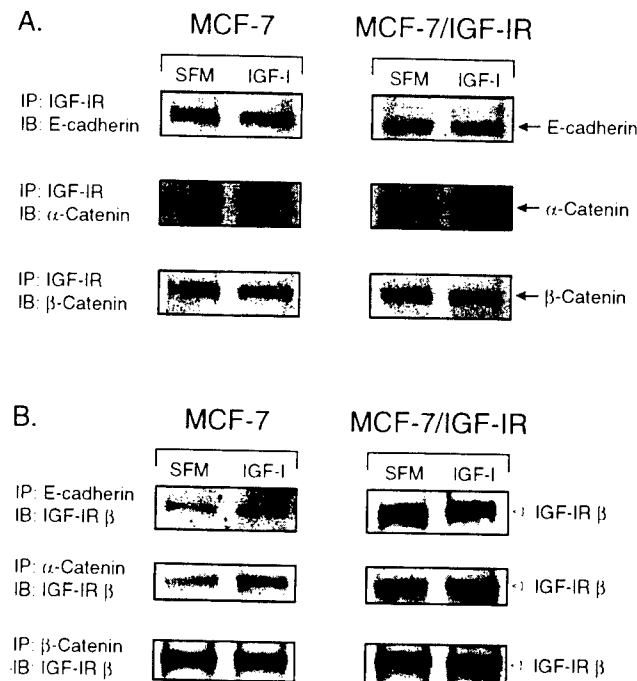 A.
MCF-7
MCF-7/IGF-IR
SFM IGF-I
SFM IGF-I
IP: IGF-IR
IB: E-cadherin
E-cadherin
IP: IGF-IR
IB: α-Catenin
α-Catenin
IP: IGF-IR
IB: β-Catenin
β-Catenin
B.
MCF-7
MCF-7/IGF-IR
SFM IGF-I
SFM IGF-I
IP: E-cadherin
IB: IGF-IR β
IGF-IR β
IP: α-Catenin
IB: IGF-IR β
IGF-IR β
IP: β-Catenin
IB: IGF-IR β
IGF-IR β